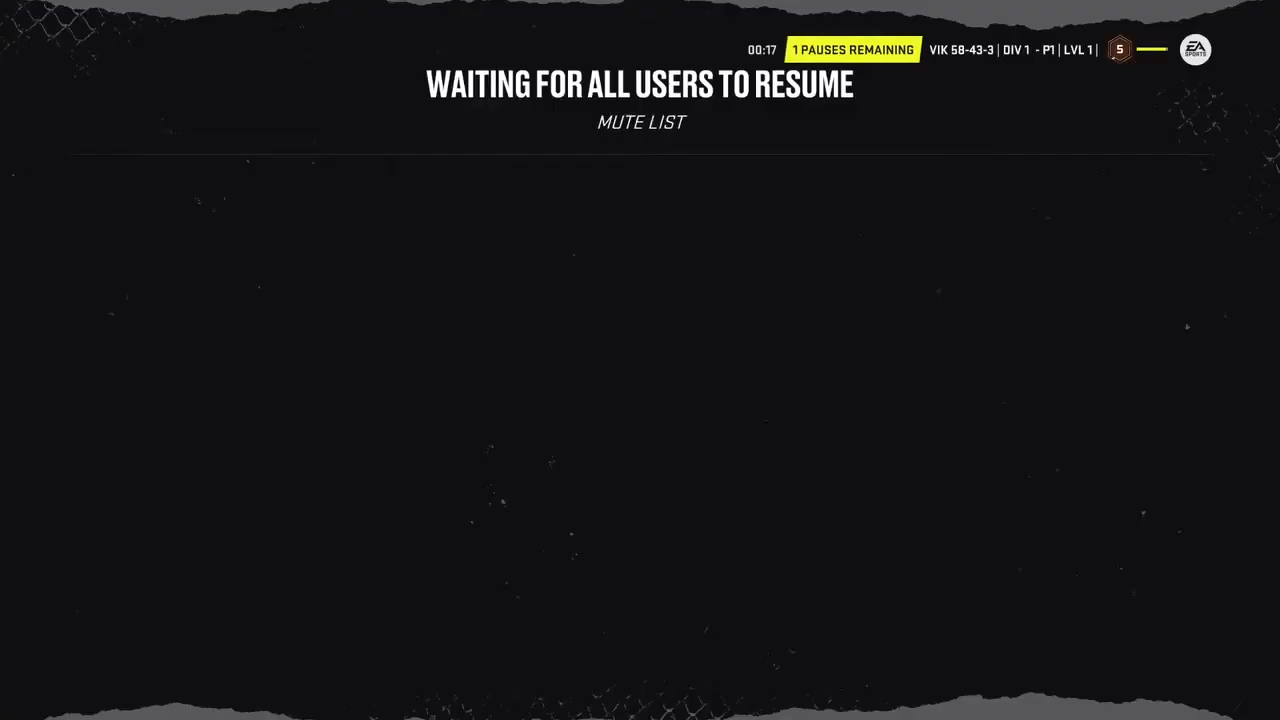 00:17 1 PAUSES REMAINING VIK 58-43-3 | DIV 1 - P1 | LVL 1 | 5 EA SPORTS
WAITING FOR ALL USERS TO RESUME
MUTE LIST